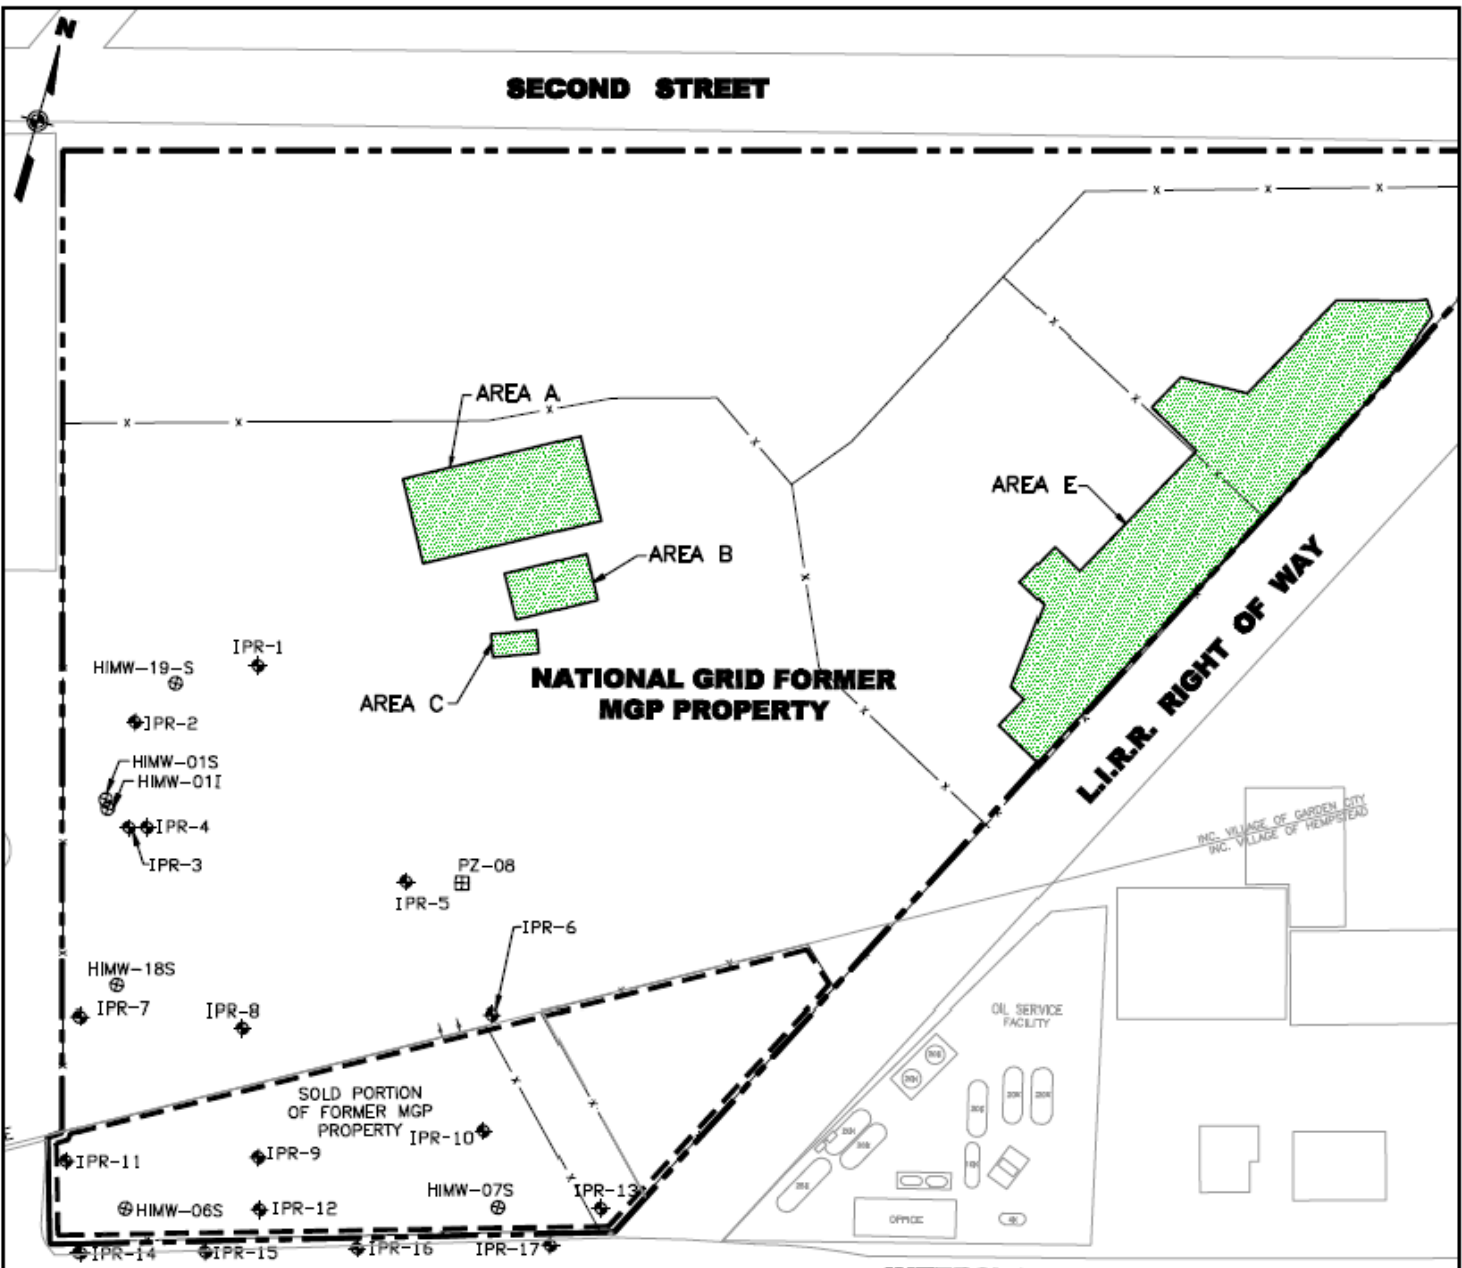 N
SECOND STREET
AREA A
AREA B
AREA E
AREA C
NATIONAL GRID FORMER
MGP PROPERTY
L.I.R.R. RIGHT OF WAY
IPR-1
HIMW-19-S
IPR-2
HIMW-01S
HIMW-01I
IPR-4
IPR-3
INC. VILLAGE OF GARDEN CITY
INC. VILLAGE OF HEMPSTEAD
PZ-08
IPR-5
IPR-6
HIMW-18S
IPR-7
IPR-8
OIL SERVICE
FACILITY
SOLD PORTION
OF FORMER MGP
PROPERTY
IPR-10
IPR-9
IPR-11
HIMW-06S
IPR-12
HIMW-07S
IPR-13
OFFICE
IPR-14
IPR-15
IPR-16
IPR-17